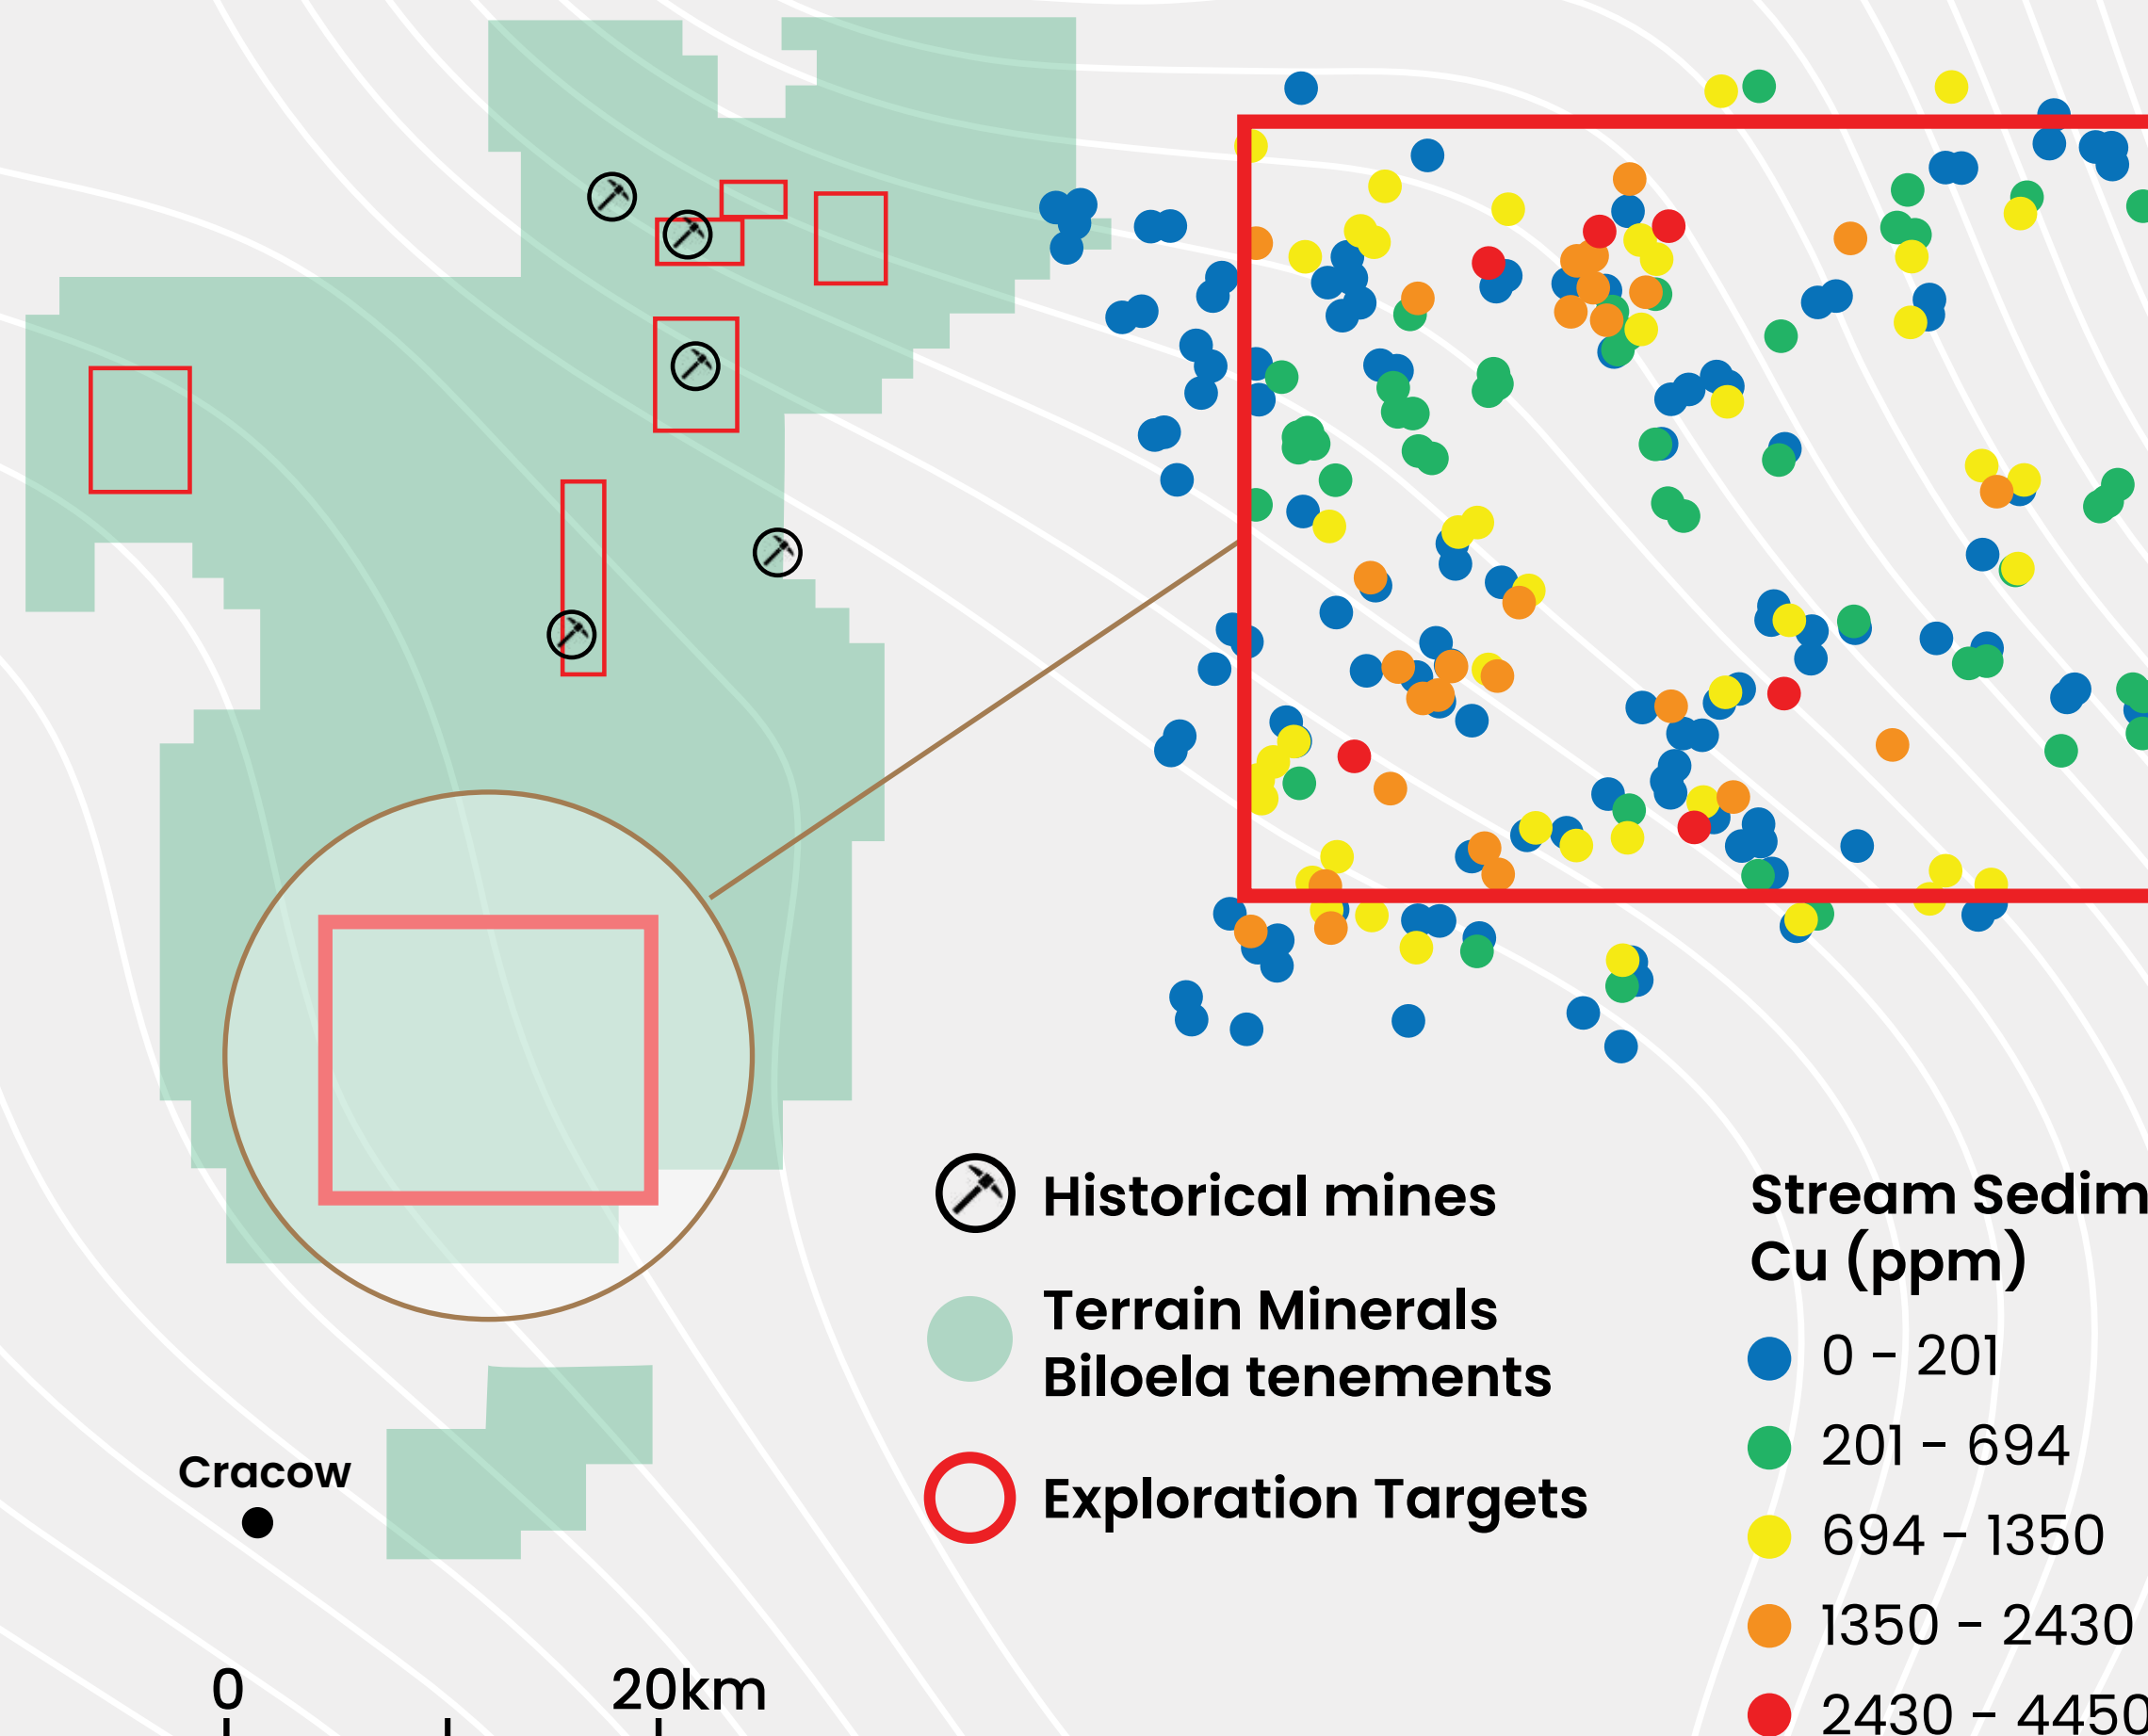 Historical mines
Terrain Minerals
Biloela tenements
Exploration Targets
Cracow
0
20km
Stream Sedim
Cu (ppm)
0 - 201
201 - 694
694 - 1350
1350 - 2430
2430 - 4450